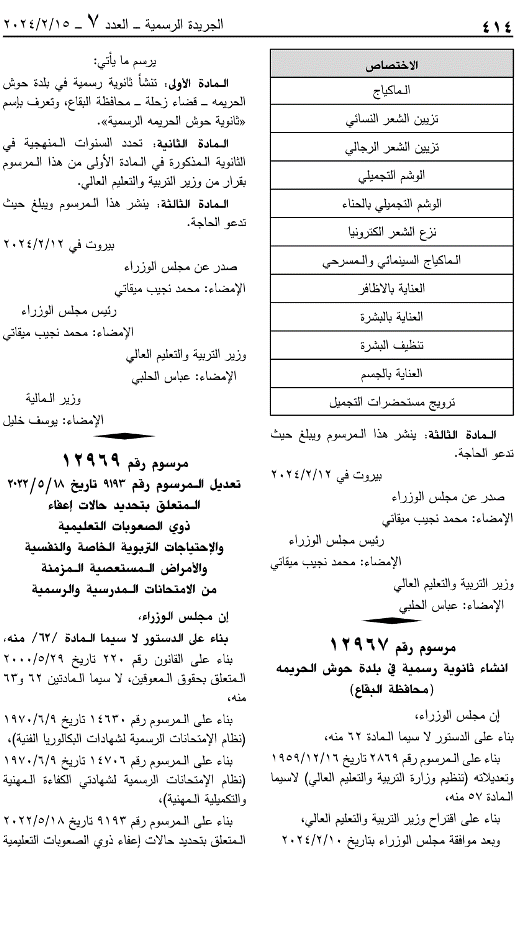 ٤١٤
الجريدة الرسمية – العدد ٧ – ٢٠٢٤/٢/١٥
الاختصاص
الماكياج
تزيين الشعر النسائي
تزيين الشعر الرجالي
الوشم التجميلي
الوشم التجميلي بالحناء
نزع الشعر الكترونيا
الماكياج السينمائي والمسرحي
العناية بالاظافر
العناية بالبشرة
تنظيف البشرة
العناية بالجسم
ترويج مستحضرات التجميل
المادة الثالثة: ينشر هذا المرسوم ويبلغ حيث
تدعو الحاجة.
بيروت في ٢٠٢٤/٢/١٢
صدر عن مجلس الوزراء
الإمضاء: محمد نجيب ميقاتي
رئيس مجلس الوزراء
الإمضاء: محمد نجيب ميقاتي
وزير التربية والتعليم العالي
الإمضاء: عباس الحلبي
مرسوم رقم ١٢٩٦٧
انشاء ثانوية رسمية في بلدة حوش الحريمه
(محافظة البقاع)
إن مجلس الوزراء،
بناء على الدستور لا سيما المادة ٦٢ منه،
بناء على المرسوم رقم ٢٨٦٩ تاريخ ١٩٥٩/١٢/١٦
وتعديلاته (تنظيم وزارة التربية والتعليم العالي) لاسيما
المادة ٥٧ منه،
بناء على اقتراح وزير التربية والتعليم العالي،
وبعد موافقة مجلس الوزراء بتاريخ ٢٠٢٤/٢/١٠
يرسم ما يأتي:
المادة الأولى: تنشأ ثانوية رسمية في بلدة حوش
الحريمه – قضاء زحلة – محافظة البقاع، وتعرف بإسم
«ثانوية حوش الحريمه الرسمية».
المادة الثانية: تحدد السنوات المنهجية في
الثانوية المذكورة في المادة الأولى من هذا المرسوم
بقرار من وزير التربية والتعليم العالي.
المادة الثالثة: ينشر هذا المرسوم ويبلغ حيث
تدعو الحاجة.
بيروت في ٢٠٢٤/٢/١٢
صدر عن مجلس الوزراء
الإمضاء: محمد نجيب ميقاتي
رئيس مجلس الوزراء
الإمضاء: محمد نجيب ميقاتي
وزير التربية والتعليم العالي
الإمضاء: عباس الحلبي
وزير المالية
الإمضاء: يوسف خليل
مرسوم رقم ١٢٩٦٩
تعديل المرسوم رقم ٩١٩٣ تاريخ ٢٠٢٢/٥/١٨
المتعلق بتحديد حالات إعفاء
ذوي الصعوبات التعليمية
والإحتياجات التربوية الخاصة والنفسية
والأمراض المستعصية المزمنة
من الامتحانات المدرسية والرسمية
إن مجلس الوزراء،
بناء على الدستور لا سيما المادة /٦٢/ منه،
بناء على القانون رقم ٢٢٠ تاريخ ٢٠٠٠/٥/٢٩
المتعلق بحقوق المعوقين، لا سيما المادتين ٦٢ و٦٣
منه،
بناء على المرسوم رقم ١٤٦٣٠ تاريخ ١٩٧٠/٦/٩
(نظام الإمتحانات الرسمية لشهادات البكالوريا الفنية)،
بناء على المرسوم رقم ١٤٧٠٦ تاريخ ١٩٧٠/٦/٩
(نظام الإمتحانات الرسمية لشهادتي الكفاءة المهنية
والتكميلية المهنية)،
بناء على المرسوم رقم ٩١٩٣ تاريخ ٢٠٢٢/٥/١٨
المتعلق بتحديد حالات إعفاء ذوي الصعوبات التعليمية